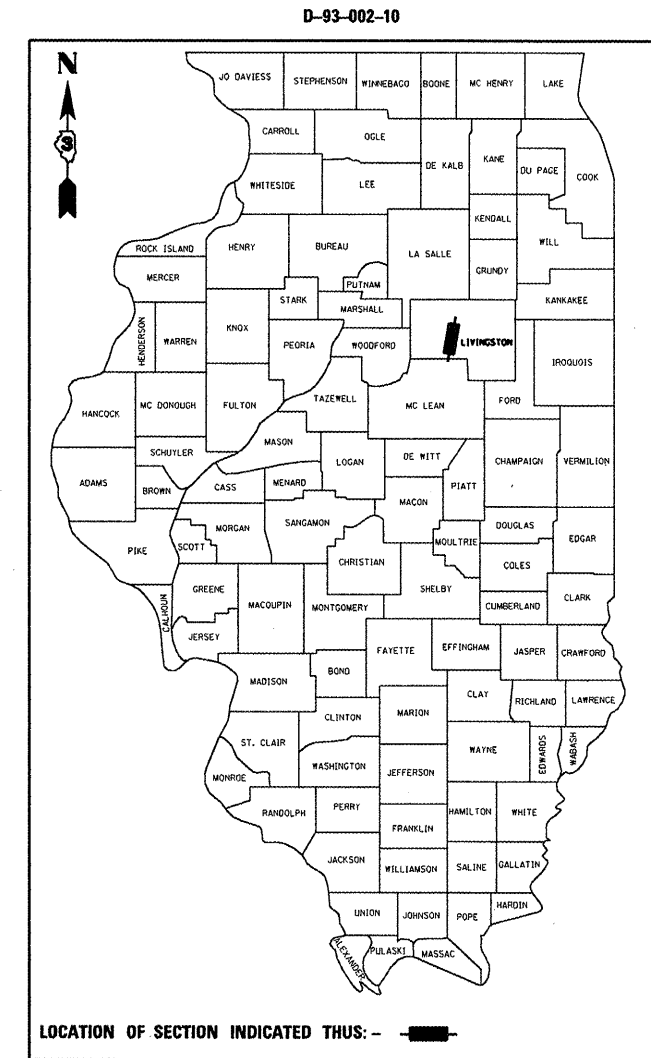 D-93-002-10
N
3
JO DAVIESS STEPHENSON WINNEBAGO BOONE MC HENRY LAKE
CARROLL OGLE
DE KALB KANE DU PAGE COOK
WHITESIDE LEE
KENDALL
ROCK ISLAND HENRY BUREAU LA SALLE WILL
MERCER PUTNAM GRUNDY
STARK MARSHALL KANKAKEE
HENDERSON WARREN KNOX PEORIA WOODFORD LIVINGSTON
IROQUOIS
HANCOCK MC DONOUGH FULTON TAZEWELL MC LEAN FORD
MASON
SCHUYLER LOGAN DE WITT CHAMPAIGN VERMILION
ADAMS BROWN CASS MENARD PIATT
MACON
PIKE SCOTT MORGAN SANGAMON MOULTRIE DOUGLAS EDGAR
CHRISTIAN COLES
CALHOUN GREENE MACOUPIN MONTGOMERY SHELBY CLARK
CUMBERLAND
JERSEY
FAYETTE EFFINGHAM JASPER CRAWFORD
MADISON BOND
CLAY RICHLAND LAWRENCE
CLINTON MARION
ST. CLAIR WAYNE EDWARDS WABASH
WASHINGTON JEFFERSON
MONROE
RANDOLPH PERRY HAMILTON WHITE
FRANKLIN
JACKSON WILLIAMSON SALINE GALLATIN
UNION JOHNSON POPE HARDIN
ALEXANDER PULASKI MASSAC
LOCATION OF SECTION INDICATED THUS: -